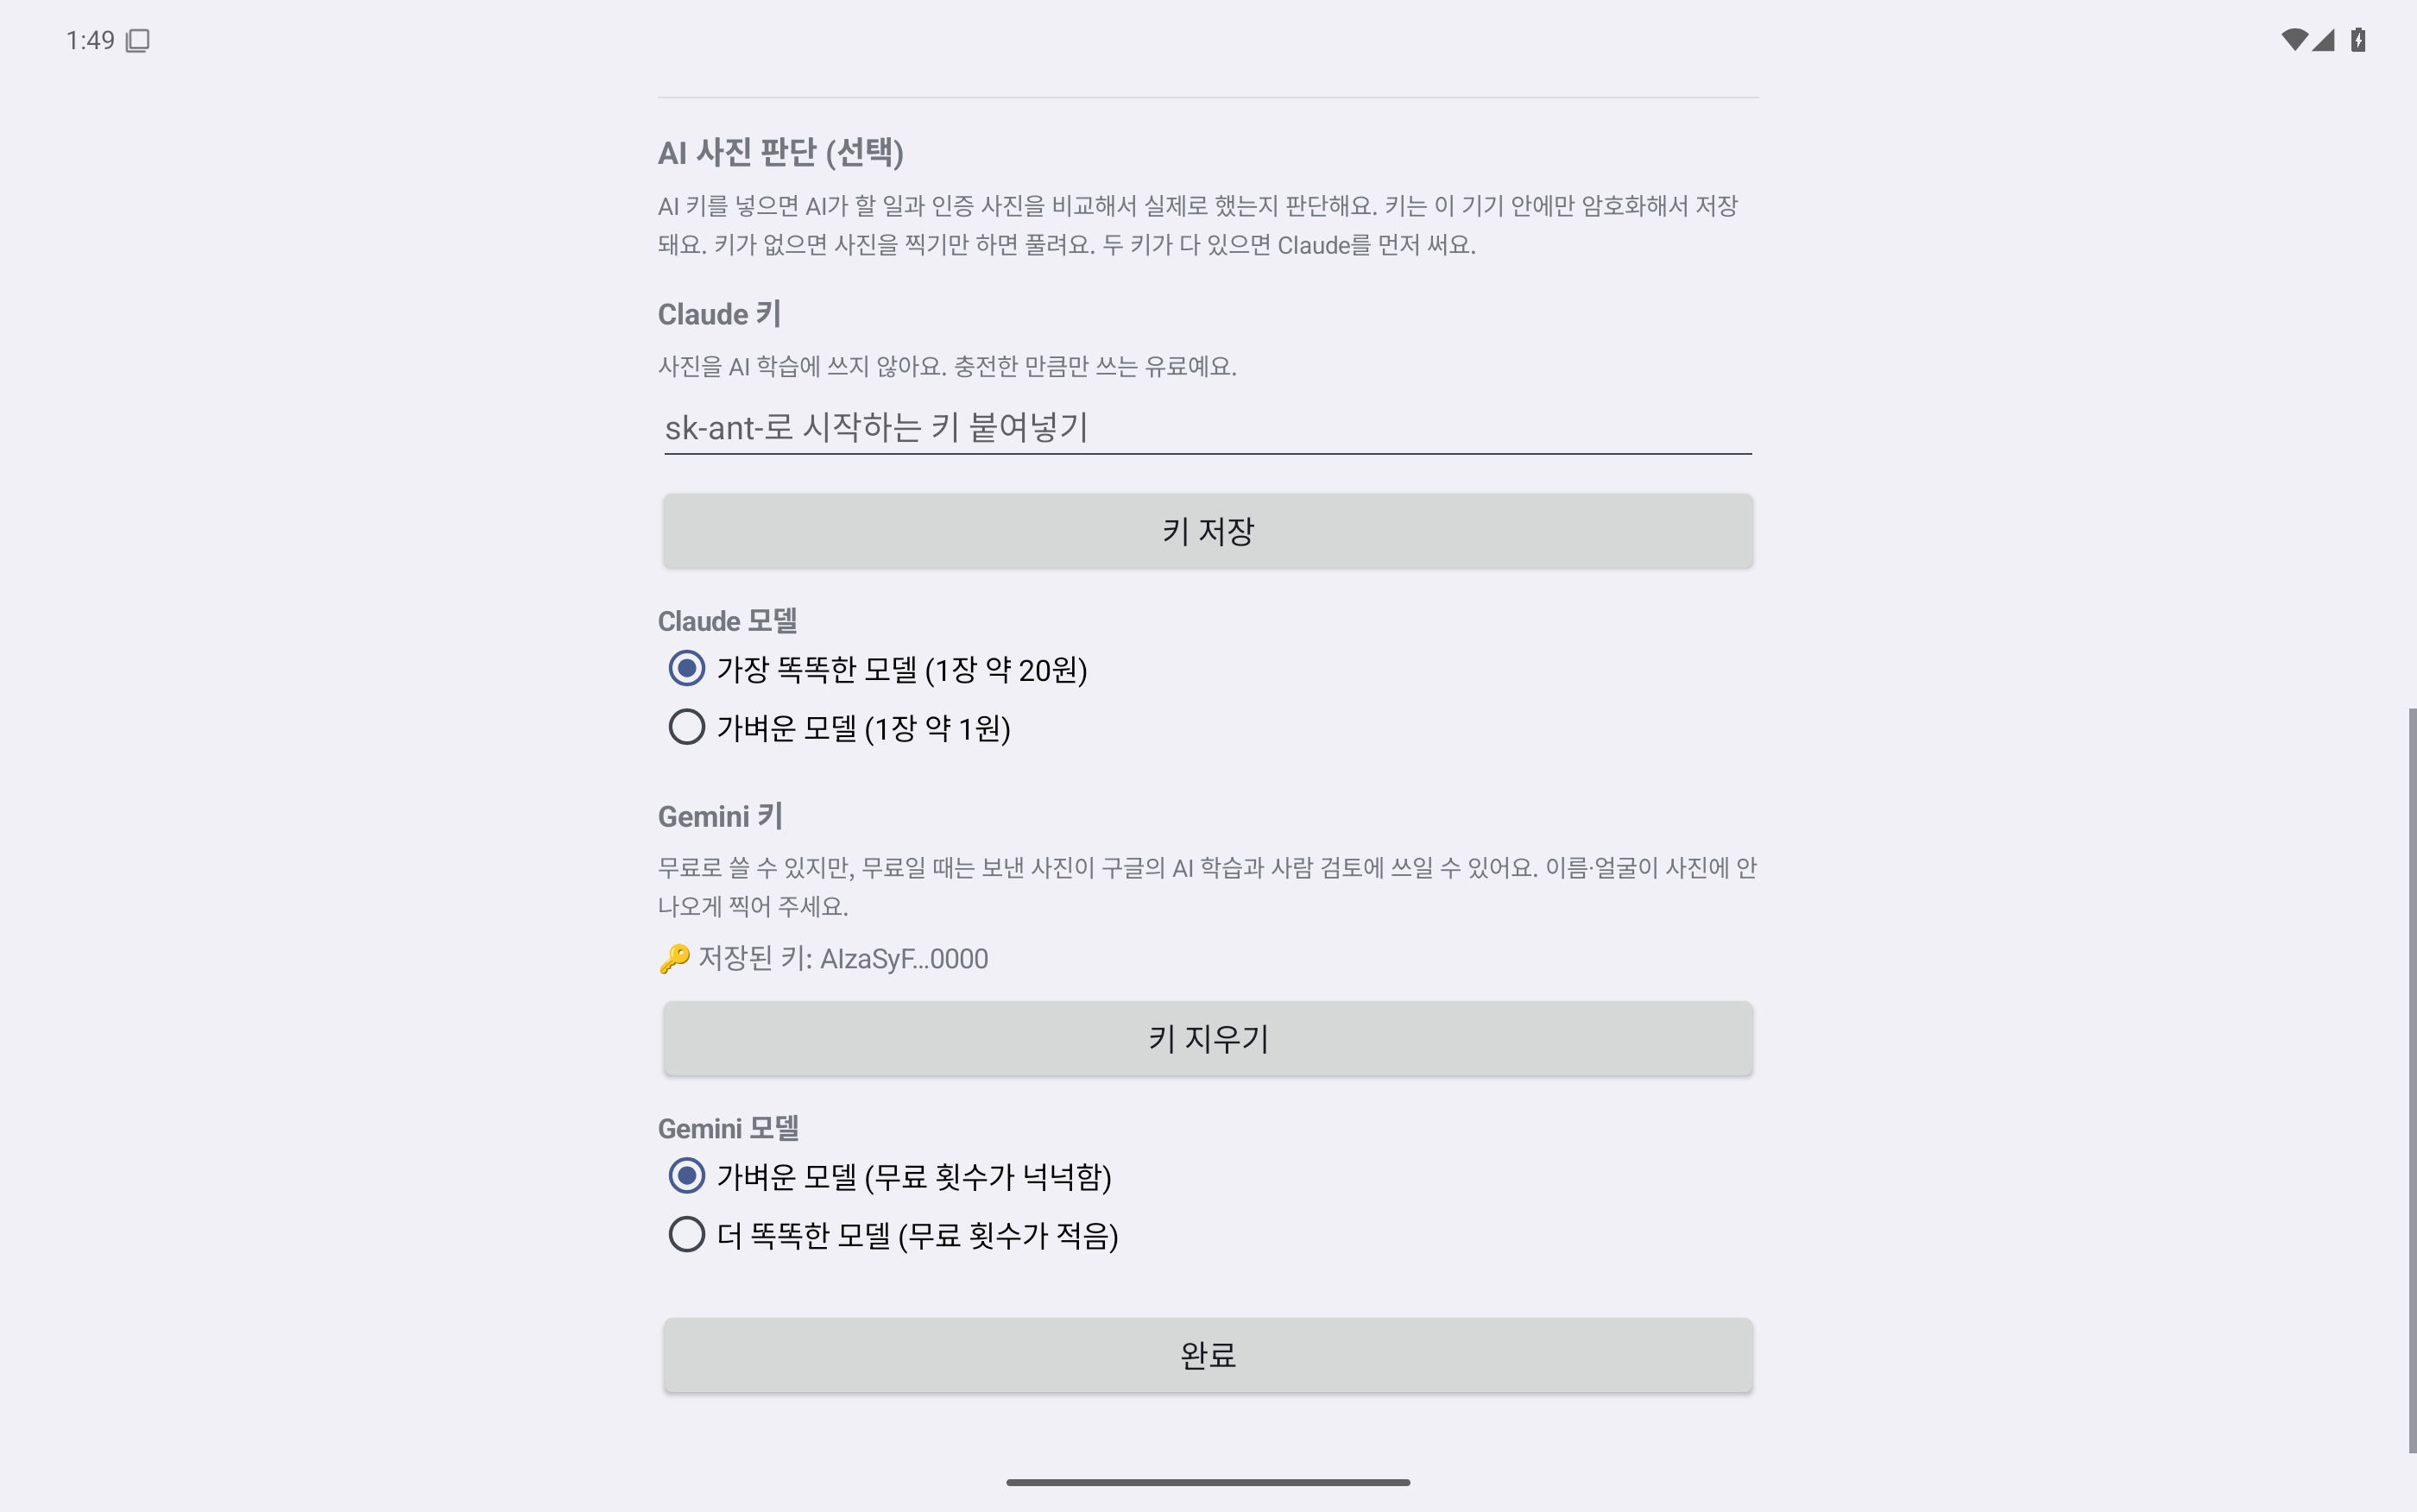 1:49
AI 사진 판단 (선택)
AI 키를 넣으면 AI가 할 일과 인증 사진을 비교해서 실제로 했는지 판단해요. 키는 이 기기 안에만 암호화해서 저장
돼요. 키가 없으면 사진을 찍기만 하면 풀려요. 두 키가 다 있으면 Claude를 먼저 써요.
Claude 키
사진을 AI 학습에 쓰지 않아요. 충전한 만큼만 쓰는 유료예요.
sk-ant-로 시작하는 키 붙여넣기
키 저장
Claude 모델
가장 똑똑한 모델 (1장 약 20원)
가벼운 모델 (1장 약 1원)
Gemini 키
무료로 쓸 수 있지만, 무료일 때는 보낸 사진이 구글의 AI 학습과 사람 검토에 쓰일 수 있어요. 이름·얼굴이 사진에 안
나오게 찍어 주세요.
🔑 저장된 키: AIzaSyF…0000
키 지우기
Gemini 모델
가벼운 모델 (무료 횟수가 넉넉함)
더 똑똑한 모델 (무료 횟수가 적음)
완료